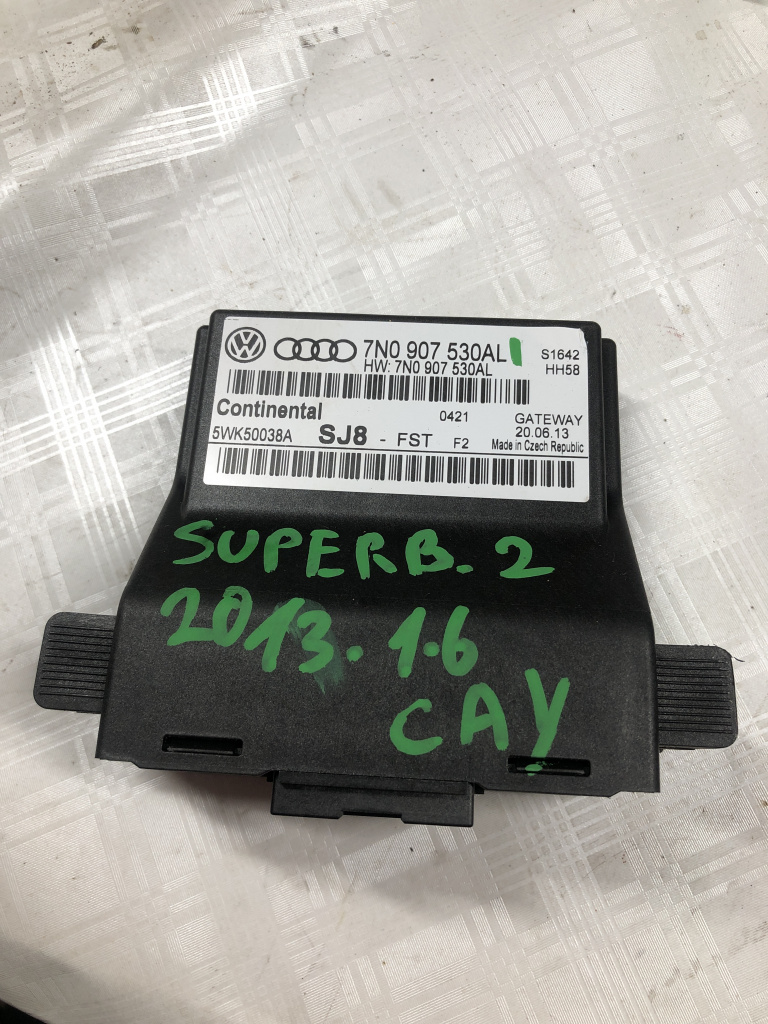 7N0 907 530AL
HW: 7N0 907 530AL
S1642
HH58
Continental
0421
GATEWAY
5WK50038A SJ8 - FST F2
20.06.13
Made in Czech Republic
SUPERB. 2
2013. 1.6
CAY